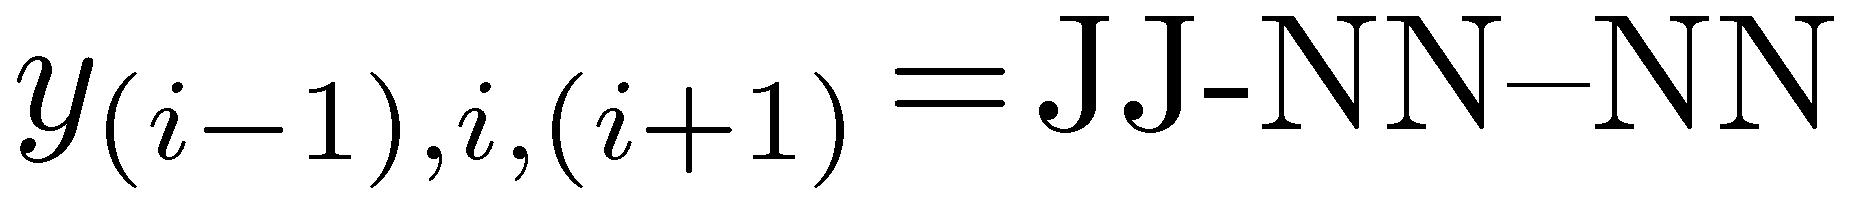 y_{(i−1),i,(i+1)} = JJ-NN–NN